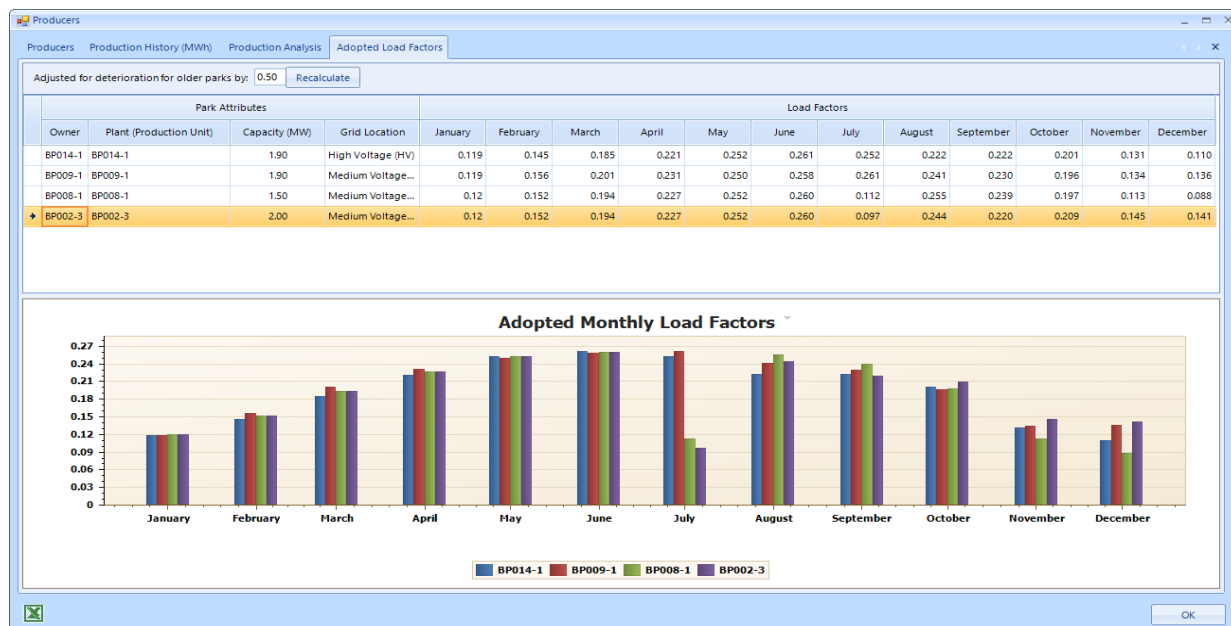 Producers
Producers Production History (MWh) Production Analysis Adopted Load Factors
Adjusted for deterioration for older parks by: 0.50 Recalculate
Park Attributes Load Factors
Owner Plant (Production Unit) Capacity (MW) Grid Location January February March April May June July August September October November December
BP014-1 BP014-1 1.90 High Voltage (HV) 0.119 0.145 0.185 0.221 0.252 0.261 0.252 0.222 0.222 0.201 0.131 0.110
BP009-1 BP009-1 1.90 Medium Voltage... 0.119 0.156 0.201 0.231 0.250 0.258 0.261 0.241 0.230 0.196 0.134 0.136
BP008-1 BP008-1 1.50 Medium Voltage... 0.12 0.152 0.194 0.227 0.252 0.260 0.112 0.255 0.239 0.197 0.113 0.088
BP002-3 BP002-3 2.00 Medium Voltage... 0.12 0.152 0.194 0.227 0.252 0.260 0.097 0.244 0.220 0.209 0.145 0.141
Adopted Monthly Load Factors
0.27
0.24
0.21
0.18
0.15
0.12
0.09
0.06
0.03
0
January February March April May June July August September October November December
BP014-1 BP009-1 BP008-1 BP002-3
OK